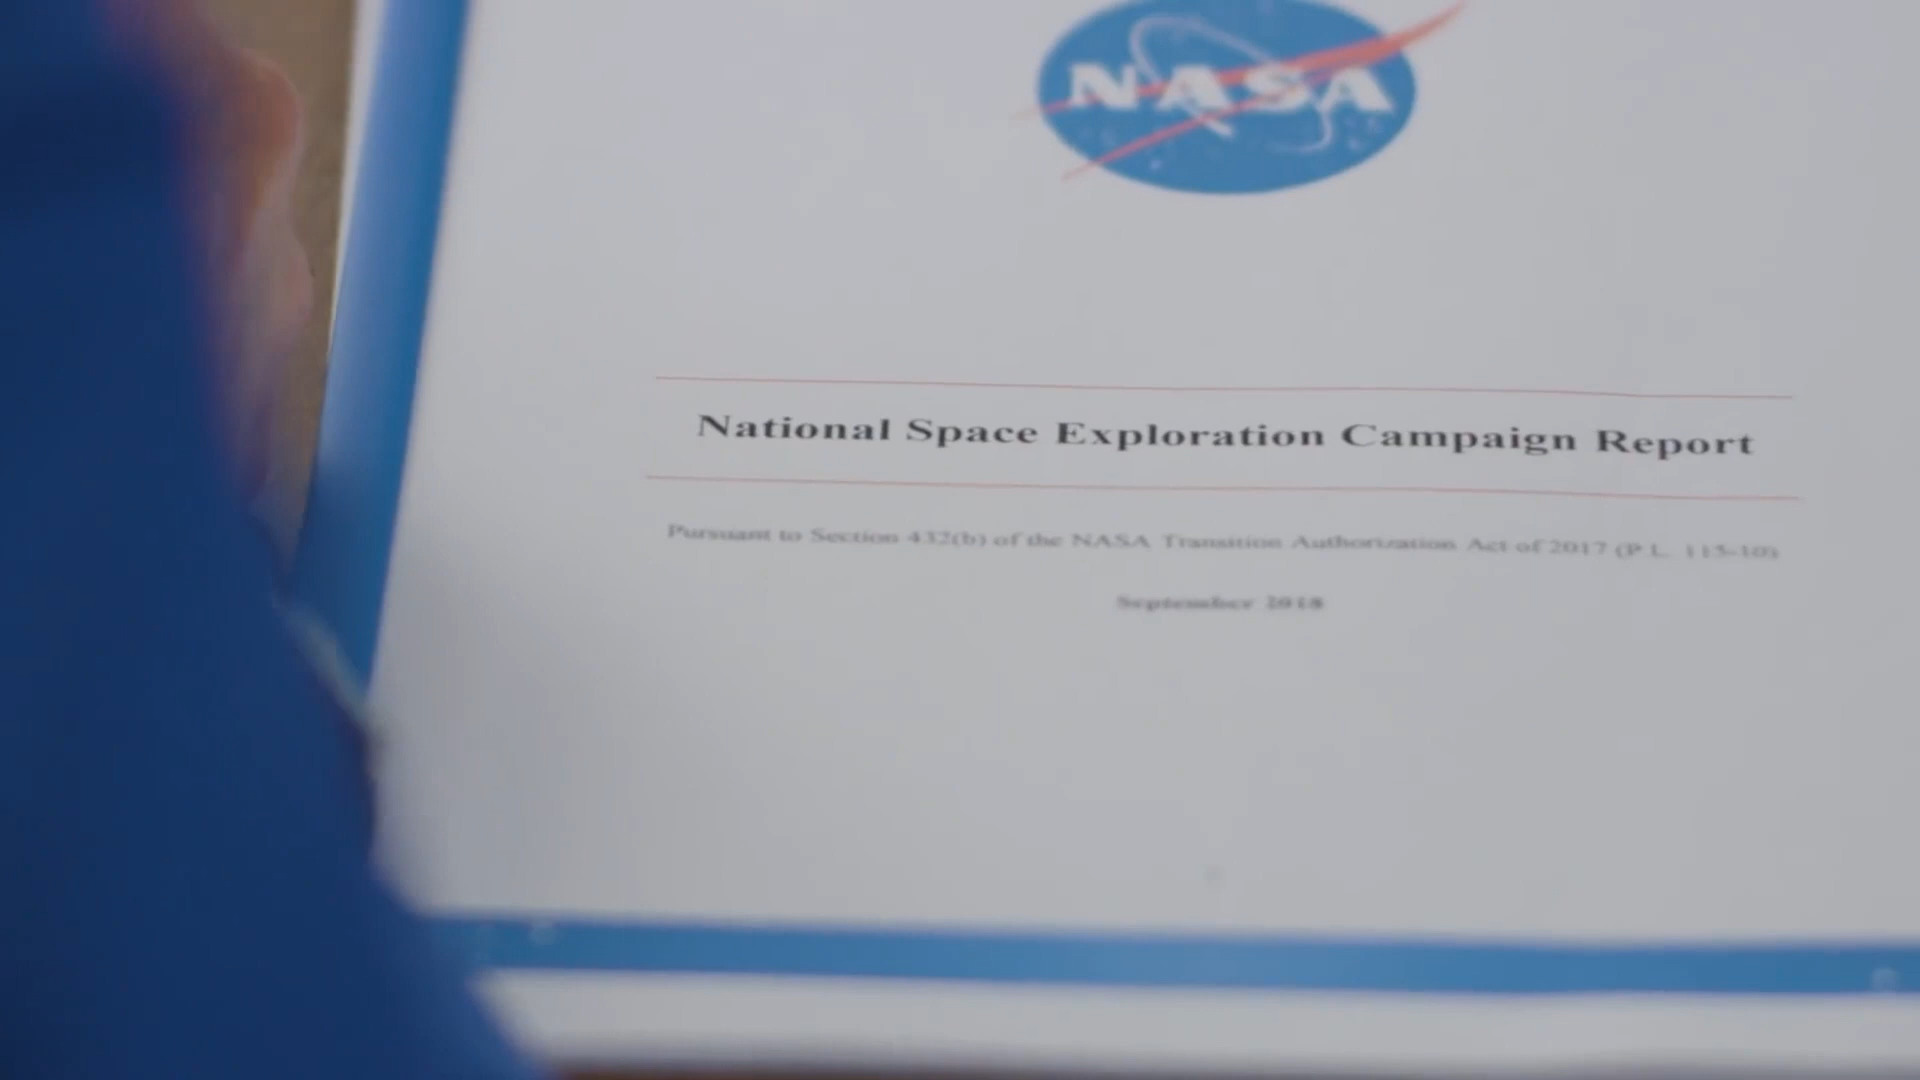 NASA
National Space Exploration Campaign Report
Pursuant to Section 432(b) of the NASA Transition Authorization Act of 2017 (P.L. 115-10)
September 2018